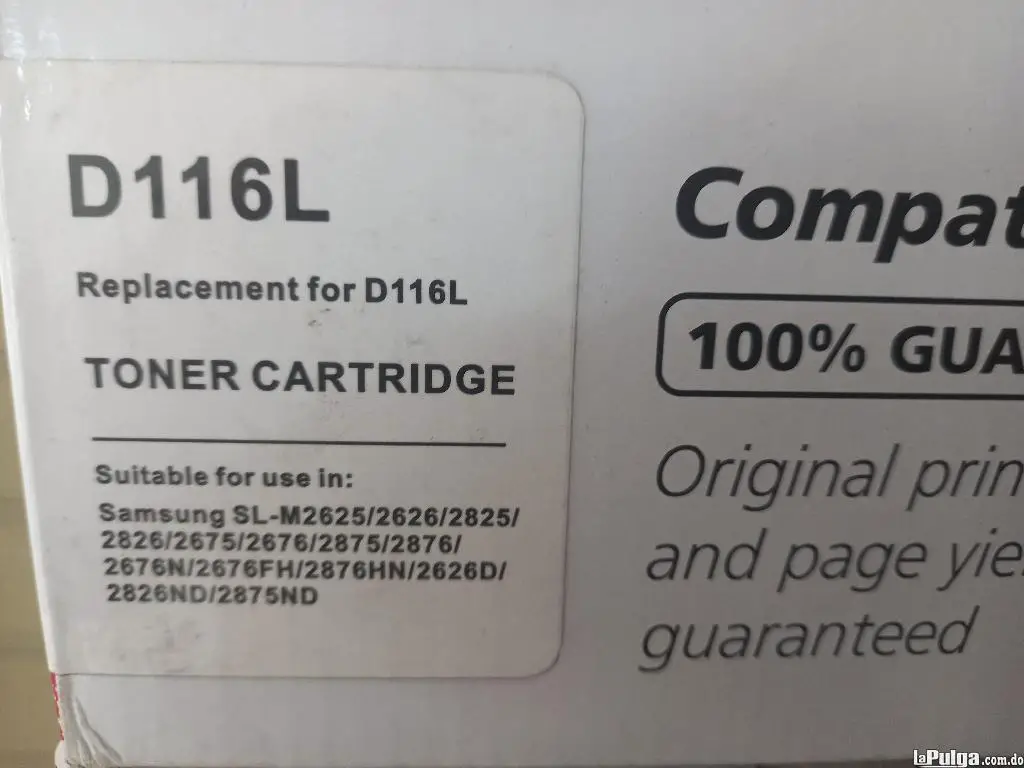 D116L
Replacement for D116L
TONER CARTRIDGE
Suitable for use in:
Samsung SL-M2625/2626/2825/
2826/2675/2676/2875/2876/
2676N/2676FH/2876HN/2626D/
2826ND/2875ND
Compat
100% GUA
Original prin
and page yie
guaranteed
laPulga.com.do